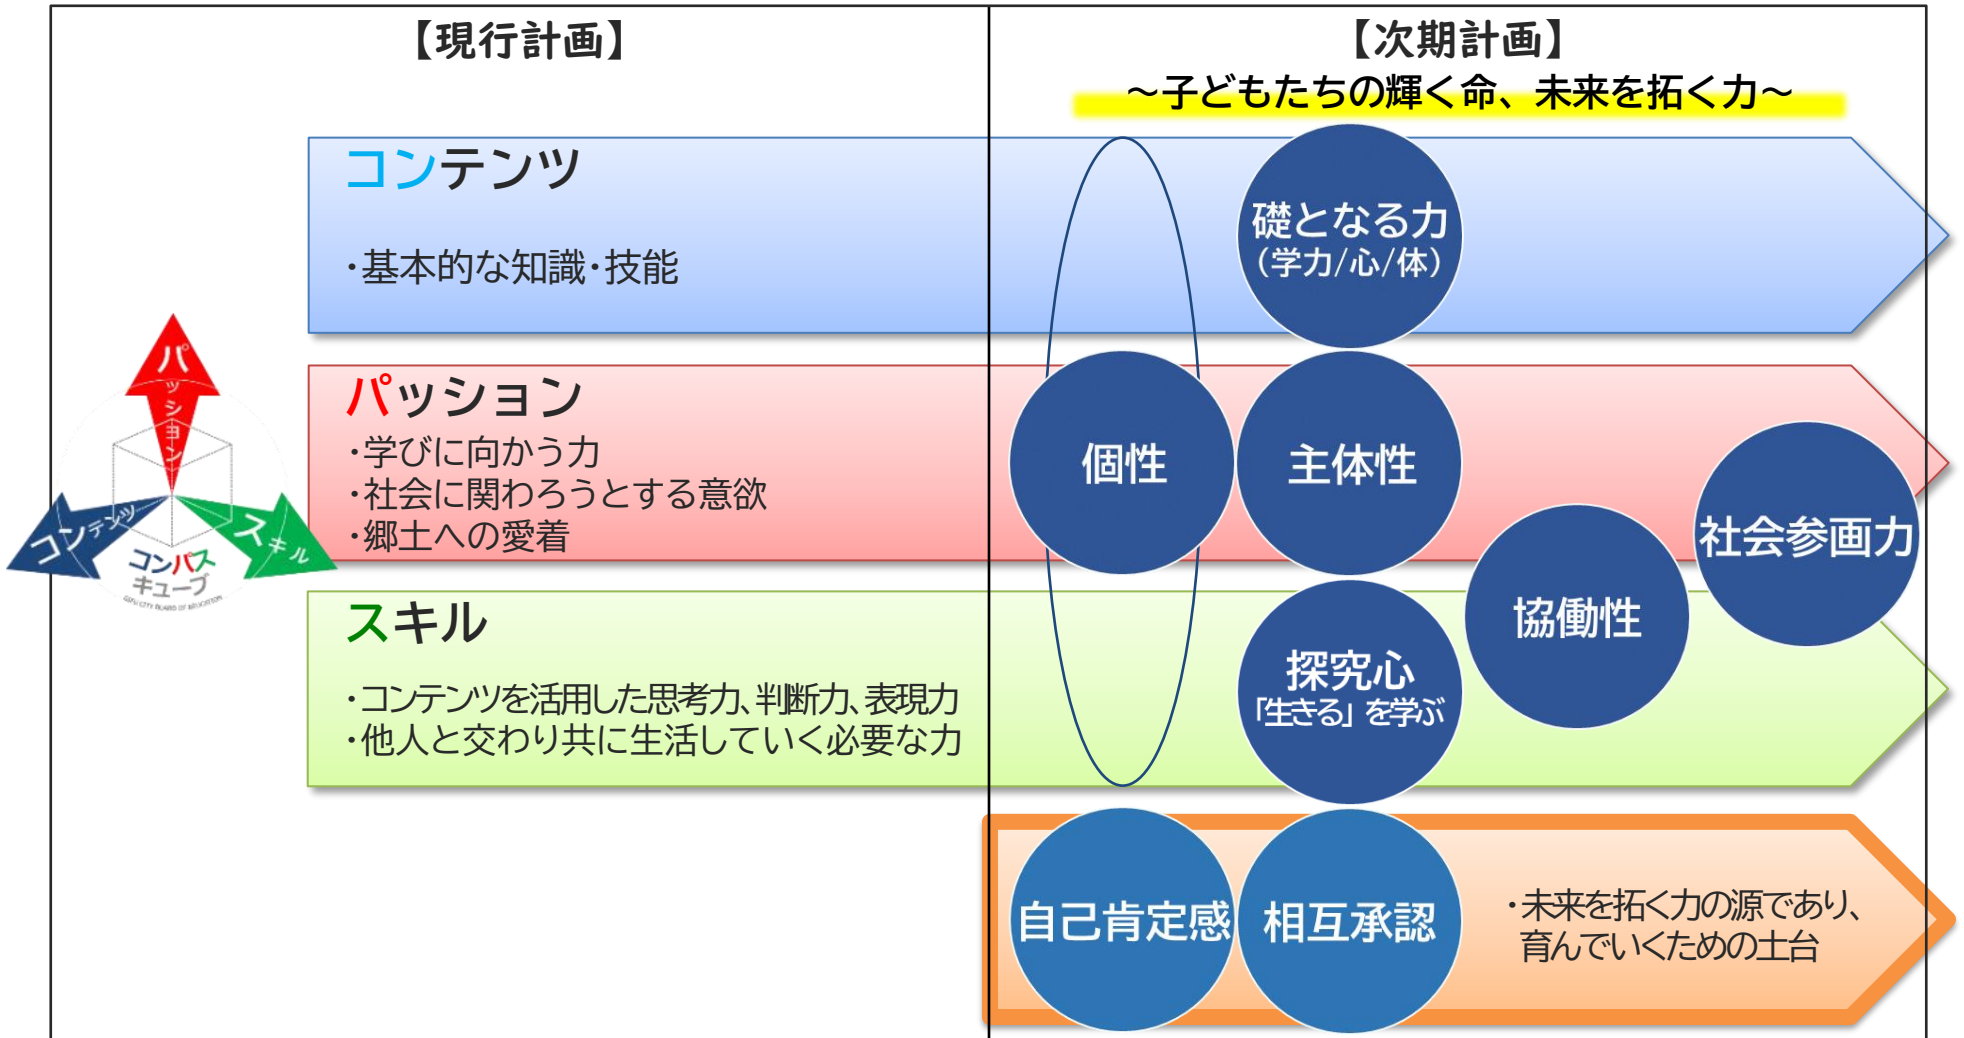 【現行計画】
【次期計画】
～子どもたちの輝く命、未来を拓く力～
コンテンツ
・基本的な知識・技能
礎となる力
（学力/心/体）
パッション
・学びに向かう力
・社会に関わろうとする意欲
・郷土への愛着
個性
主体性
社会参画力
協働性
パッション
コンテンツ
スキル
コンパス
キューブ
GIFU CITY BOARD OF EDUCATION
スキル
・コンテンツを活用した思考力、判断力、表現力
・他人と交わり共に生活していく必要な力
探究心
「生きる」を学ぶ
自己肯定感
相互承認
・未来を拓く力の源であり、
育んでいくための土台